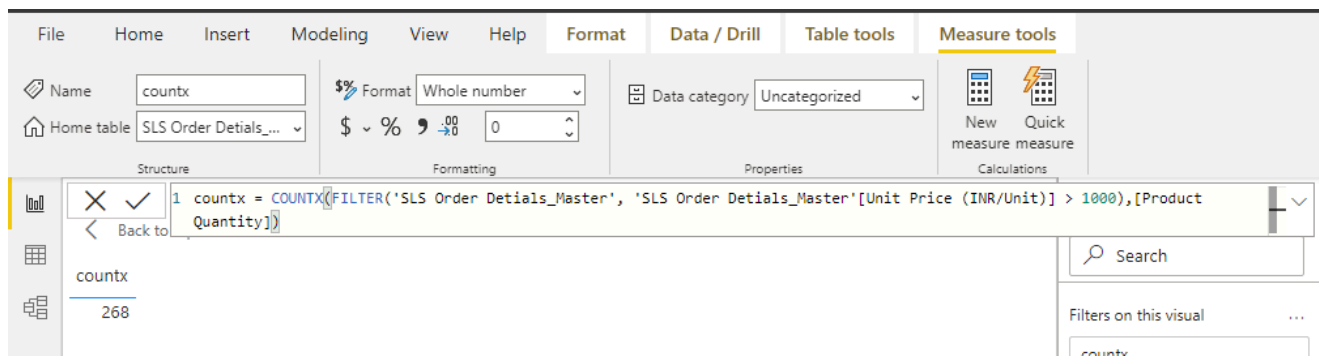 File Home Insert Modeling View Help Format Data / Drill Table tools Measure tools
Name countx $% Format Whole number Data category Uncategorized
Home table SLS Order Detials_... $ % 9 .00 →0 0 New Quick
measure measure
Structure Formatting Properties Calculations
1 countx = COUNTX(FILTER('SLS Order Detials_Master', 'SLS Order Detials_Master'[Unit Price (INR/Unit)] > 1000),[Product
Quantity])
Back to
Search
countx
268
Filters on this visual ...
countx